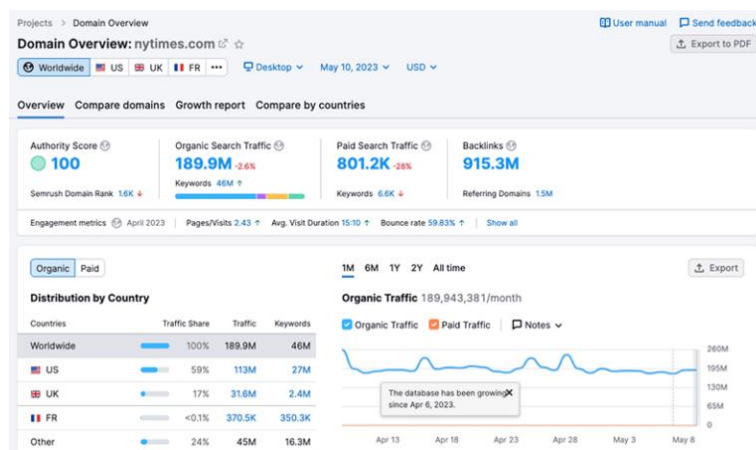 Projects > Domain Overview
User manual Send feedback
Domain Overview: nytimes.com
Export to PDF
Worldwide US UK FR ••• Desktop May 10, 2023 USD
Overview Compare domains Growth report Compare by countries
Authority Score Organic Search Traffic Paid Search Traffic Backlinks
100 189.9M -2.6% 801.2K -28% 915.3M
Keywords 46M ↑
Semrush Domain Rank 1.6K ↓ Keywords 6.6K ↓ Referring Domains 1.5M
Engagement metrics April 2023 Pages/Visits 2.43 ↑ Avg. Visit Duration 15:10 ↑ Bounce rate 59.83% ↑ Show all
Organic Paid
1M 6M 1Y 2Y All time Export
Distribution by Country
Organic Traffic 189,943,381/month
Countries Traffic Share Traffic Keywords
Organic Traffic Paid Traffic Notes
Worldwide 100% 189.9M 46M
US 59% 113M 27M
UK 17% 31.6M 2.4M
FR <0.1% 370.5K 350.3K
Other 24% 45M 16.3M
260M
195M
130M
65M
0
The database has been growing
since Apr 6, 2023.
Apr 13 Apr 18 Apr 23 Apr 28 May 3 May 8